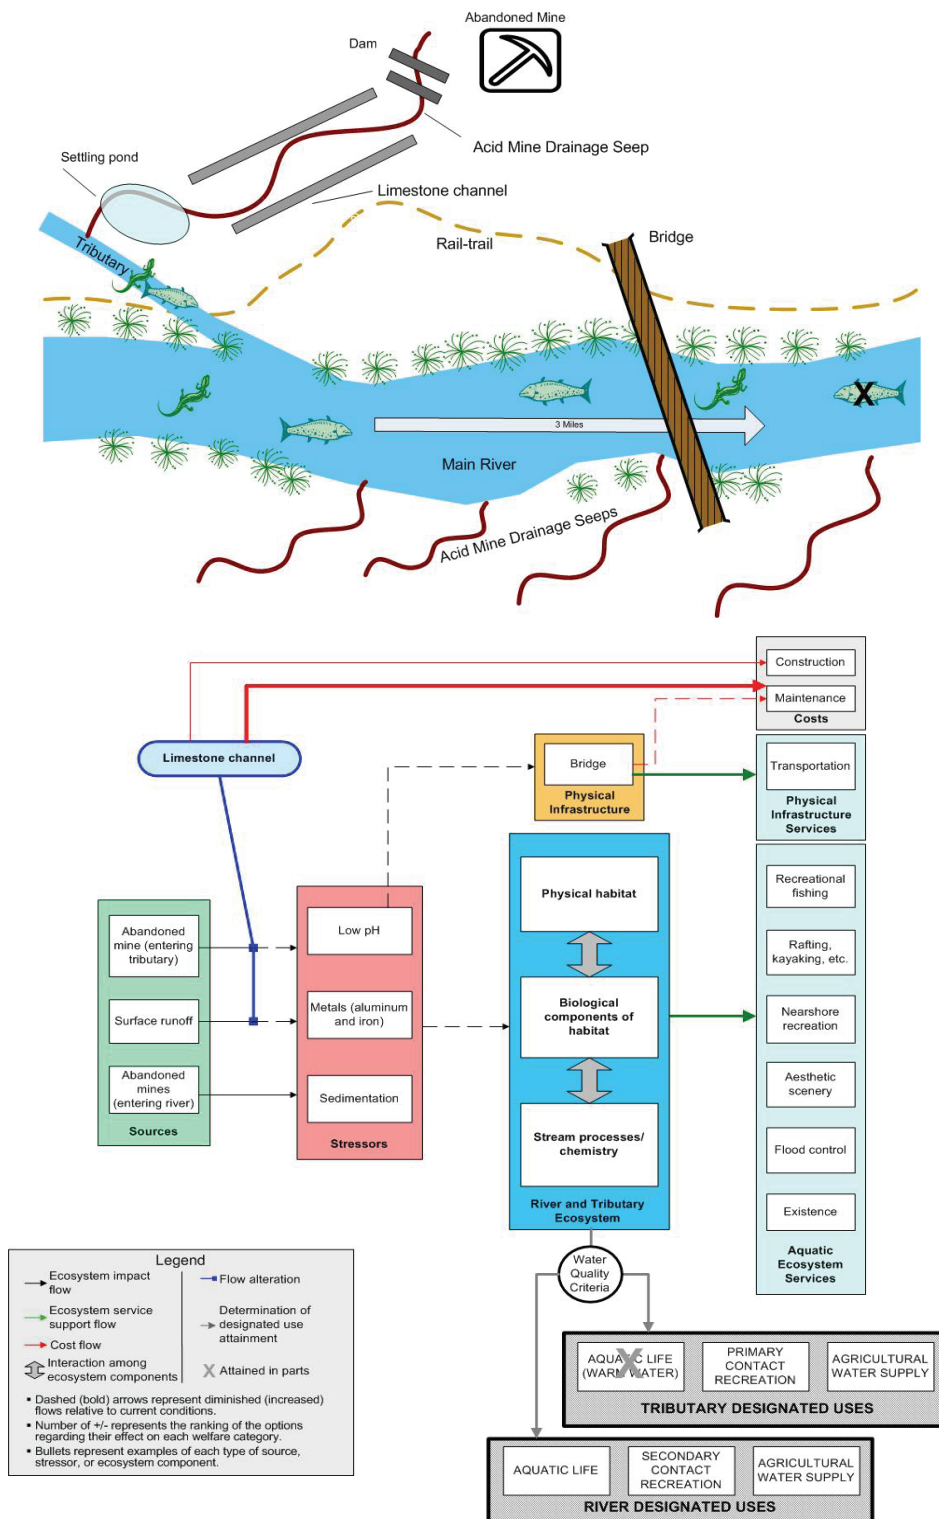 Abandoned Mine
Dam
Acid Mine Drainage Seep
Settling pond
Limestone channel
Tributary
Rail-trail
Bridge
3 Miles
Main River
Acid Mine Drainage Seeps
Construction
Maintenance
Costs
Limestone channel
Bridge
Physical
Infrastructure
Transportation
Physical
Infrastructure
Services
Abandoned
mine (entering
tributary)
Surface runoff
Abandoned
mines
(entering river)
Sources
Low pH
Metals (aluminum
and iron)
Sedimentation
Stressors
Physical habitat
Biological
components of
habitat
Stream processes/
chemistry
River and Tributary
Ecosystem
Recreational
fishing
Rafting,
kayaking, etc.
Nearshore
recreation
Aesthetic
scenery
Flood control
Existence
Aquatic
Ecosystem
Services
Water
Quality
Criteria
Legend
Ecosystem impact
flow
Ecosystem service
support flow
Cost flow
Interaction among
ecosystem components
Flow alteration
Determination of
designated use
attainment
X Attained in parts
▪ Dashed (bold) arrows represent diminished (increased)
flows relative to current conditions.
▪ Number of +/- represents the ranking of the options
regarding their effect on each welfare category.
▪ Bullets represent examples of each type of source,
stressor, or ecosystem component.
AQUATIC LIFE
(WARM WATER)
X
PRIMARY
CONTACT
RECREATION
AGRICULTURAL
WATER SUPPLY
TRIBUTARY DESIGNATED USES
AQUATIC LIFE
SECONDARY
CONTACT
RECREATION
AGRICULTURAL
WATER SUPPLY
RIVER DESIGNATED USES